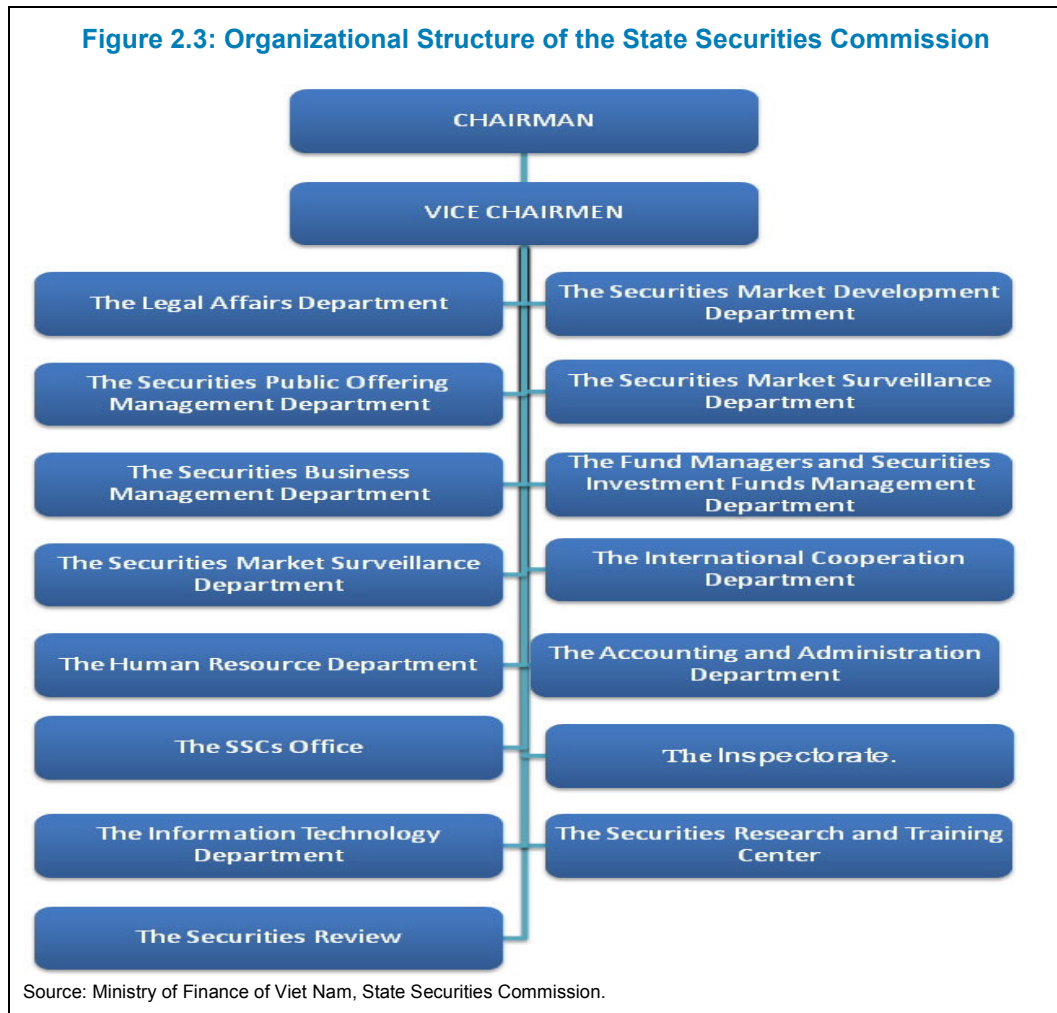 Figure 2.3: Organizational Structure of the State Securities Commission
CHAIRMAN
VICE CHAIRMEN
The Legal Affairs Department
The Securities Market Development
Department
The Securities Public Offering
Management Department
The Securities Market Surveillance
Department
The Securities Business
Management Department
The Fund Managers and Securities
Investment Funds Management
Department
The Securities Market Surveillance
Department
The International Cooperation
Department
The Human Resource Department
The Accounting and Administration
Department
The SSCs Office
The Inspectorate.
The Information Technology
Department
The Securities Research and Training
Center
The Securities Review
Source: Ministry of Finance of Viet Nam, State Securities Commission.